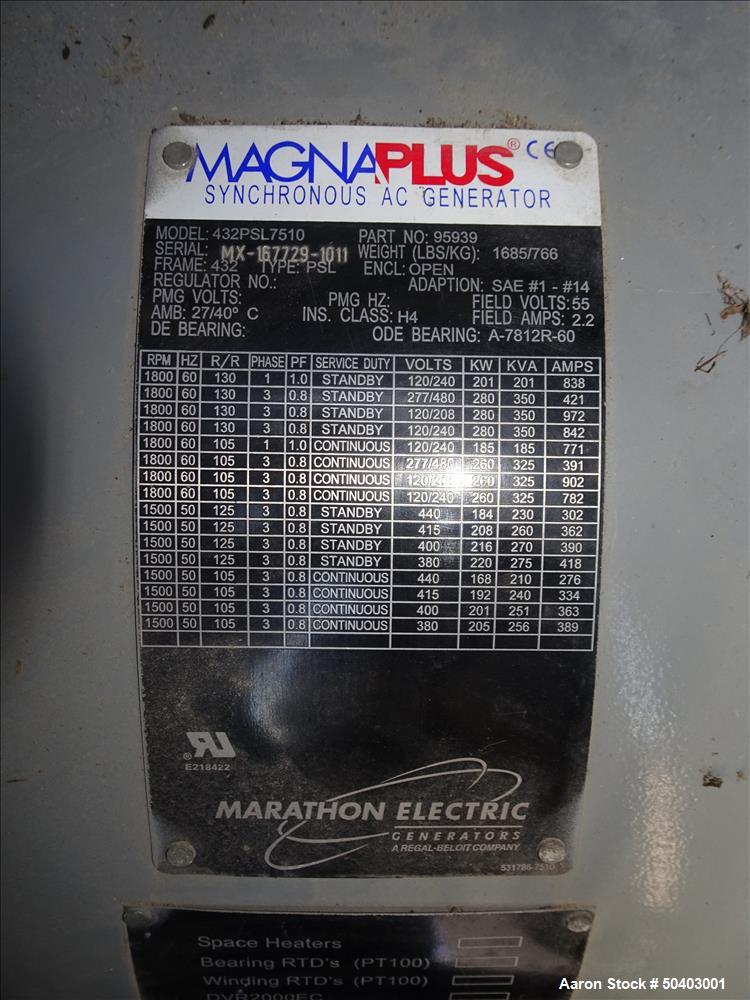 MAGNAPLUS® CE
SYNCHRONOUS AC GENERATOR
MODEL: 432PSL7510 PART NO: 95939
SERIAL: MX-167729-1011 WEIGHT (LBS/KG): 1685/766
FRAME: 432 TYPE: PSL ENCL: OPEN
REGULATOR NO.: ADAPTION: SAE #1 - #14
PMG VOLTS: PMG HZ: FIELD VOLTS: 55
AMB: 27/40° C INS. CLASS: H4 FIELD AMPS: 2.2
DE BEARING: ODE BEARING: A-7812R-60
RPM HZ R/R PHASE PF SERVICE DUTY VOLTS KW KVA AMPS
1800 60 130 1 1.0 STANDBY 120/240 201 201 838
1800 60 130 3 0.8 STANDBY 277/480 280 350 421
1800 60 130 3 0.8 STANDBY 120/208 280 350 972
1800 60 130 3 0.8 STANDBY 120/240 280 350 842
1800 60 105 1 1.0 CONTINUOUS 120/240 185 185 771
1800 60 105 3 0.8 CONTINUOUS 277/480 260 325 391
1800 60 105 3 0.8 CONTINUOUS 260 325 902
1800 60 105 3 0.8 CONTINUOUS 120/240 260 325 782
1500 50 125 3 0.8 STANDBY 440 184 230 302
1500 50 125 3 0.8 STANDBY 415 208 260 362
1500 50 125 3 0.8 STANDBY 400 216 270 390
1500 50 125 3 0.8 STANDBY 380 220 275 418
1500 50 105 3 0.8 CONTINUOUS 440 168 210 276
1500 50 105 3 0.8 CONTINUOUS 415 192 240 334
1500 50 105 3 0.8 CONTINUOUS 400 201 251 363
1500 50 105 3 0.8 CONTINUOUS 380 205 256 389
®
E218422
MARATHON ELECTRIC
GENERATORS
A REGAL-BELOIT COMPANY
531786-7510
Space Heaters
Bearing RTD's (PT100)
Winding RTD's (PT100)
DVR2000EC
Aaron Stock # 50403001